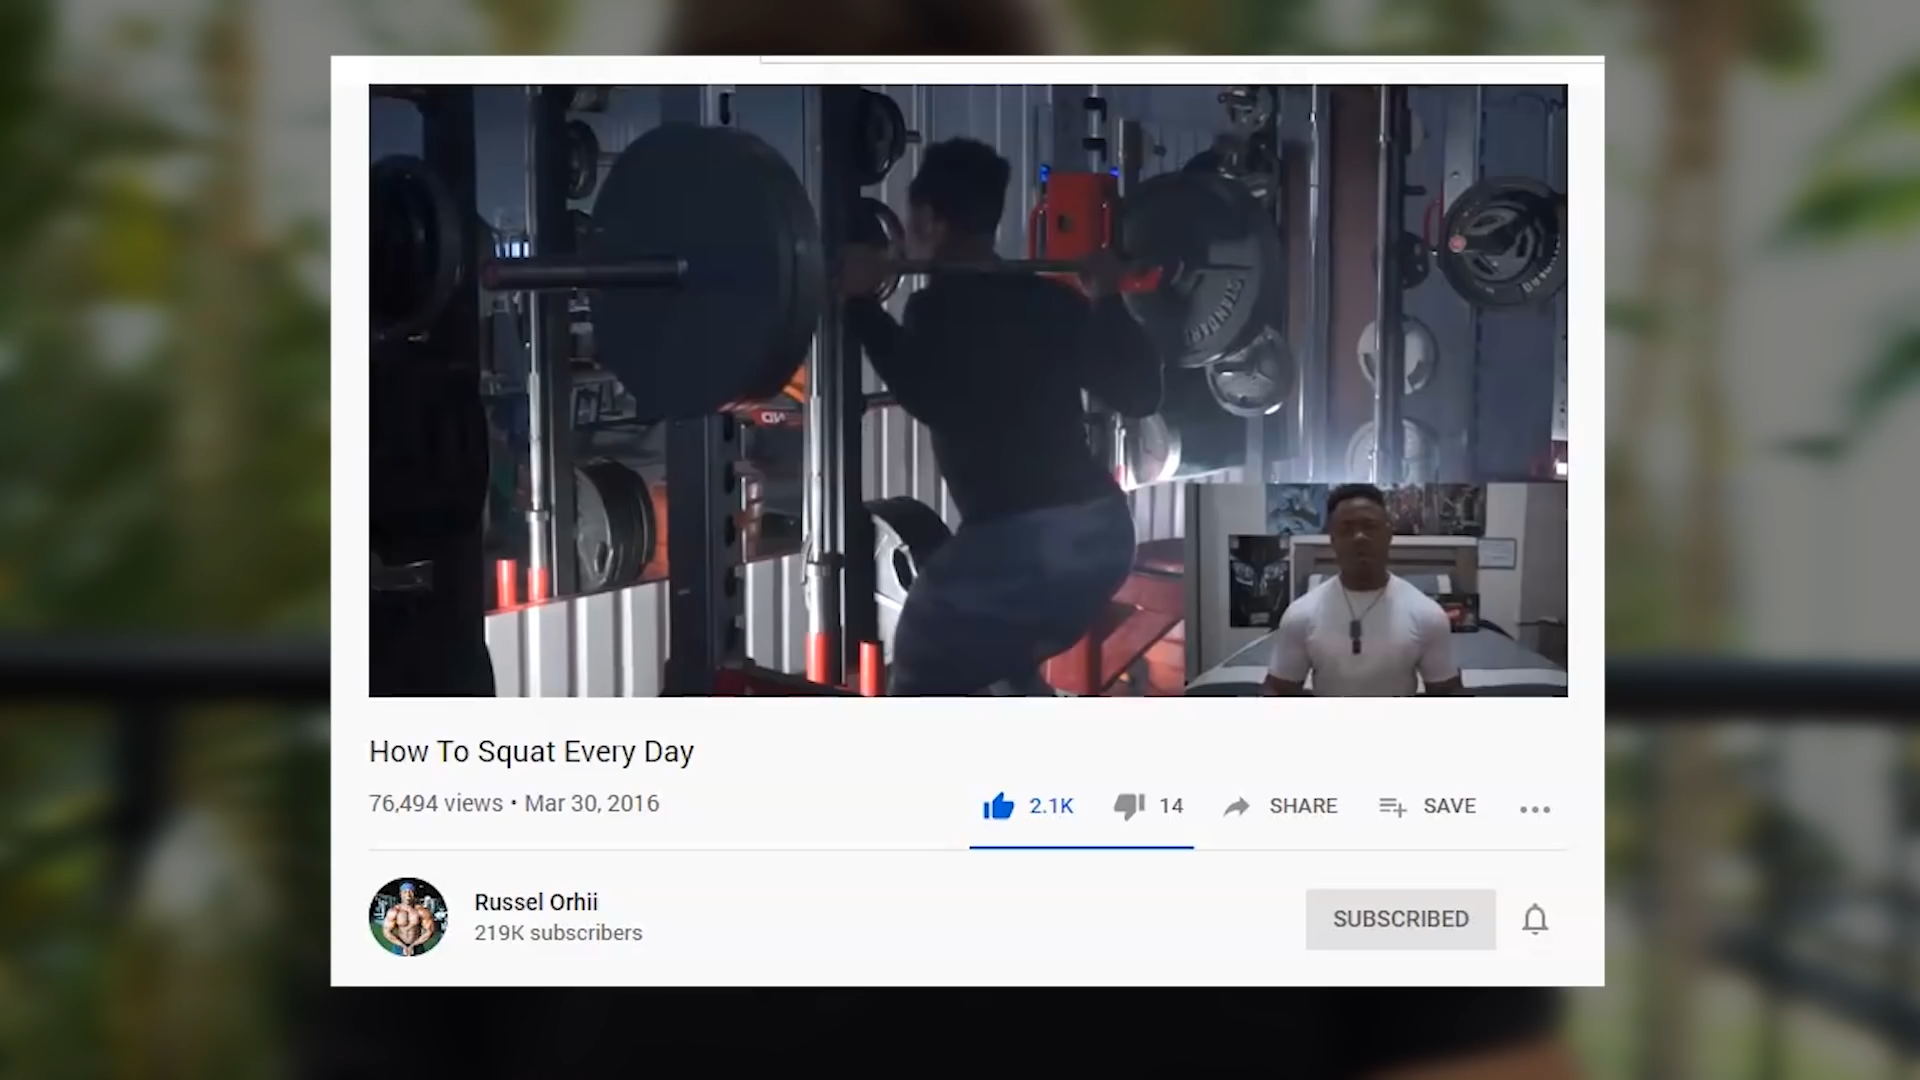 How To Squat Every Day
76,494 views • Mar 30, 2016
2.1K
14
SHARE
SAVE
Russel Orhii
219K subscribers
SUBSCRIBED